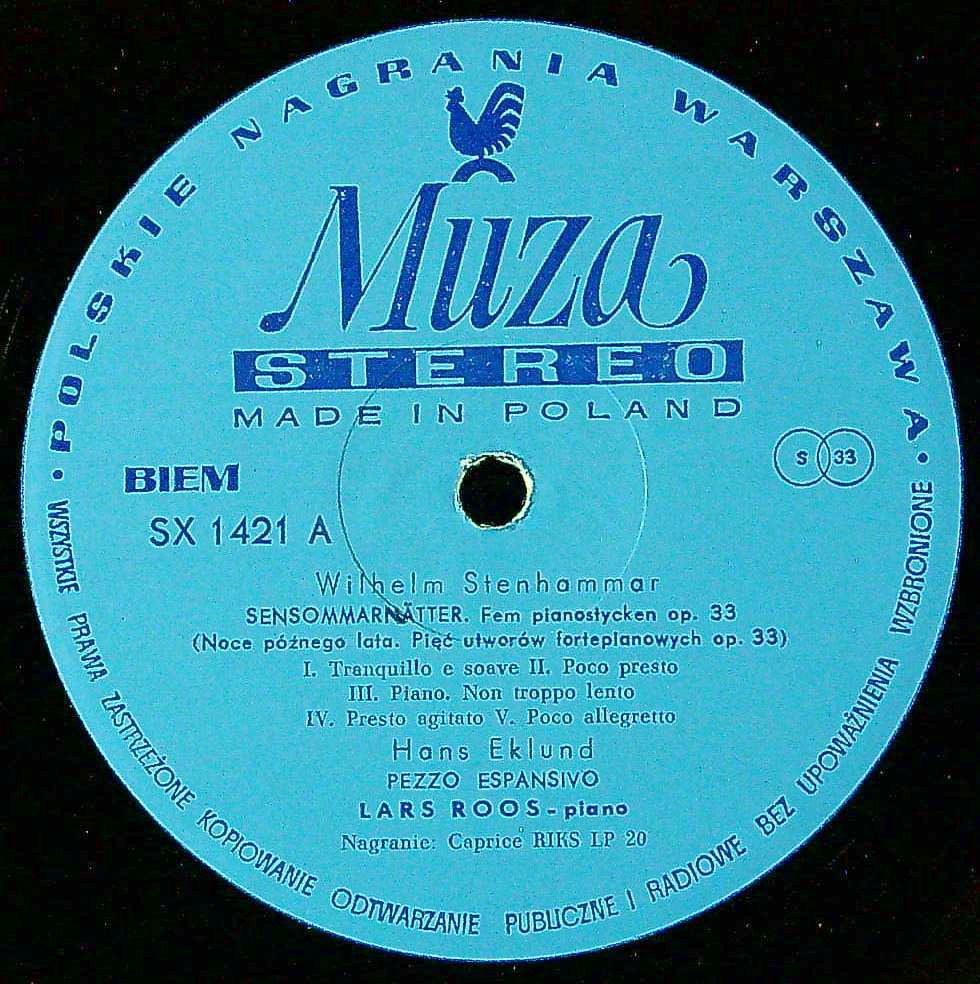 POLSKIE NAGRANIA WARSZAWA
Muza
STEREO
MADE IN POLAND
BIEM
S 33
SX 1421 A
Wilhelm Stenhammar
SENSOMMARNÄTTER. Fem pianostycken op. 33
(Noce późnego lata. Pięć utworów forteplanowych op. 33)
I. Tranquillo e soave II. Poco presto
III. Piano. Non troppo lento
IV. Presto agitato V. Poco allegretto
Hans Eklund
PEZZO ESPANSIVO
LARS ROOS - piano
Nagranie: Caprice RIKS LP 20
• WSZYSTKIE PRAWA ZASTRZEŻONE KOPIOWANIE ODTWARZANIE PUBLICZNE I RADIOWE BEZ UPOWAŻNIENIA WZBRONIONE •